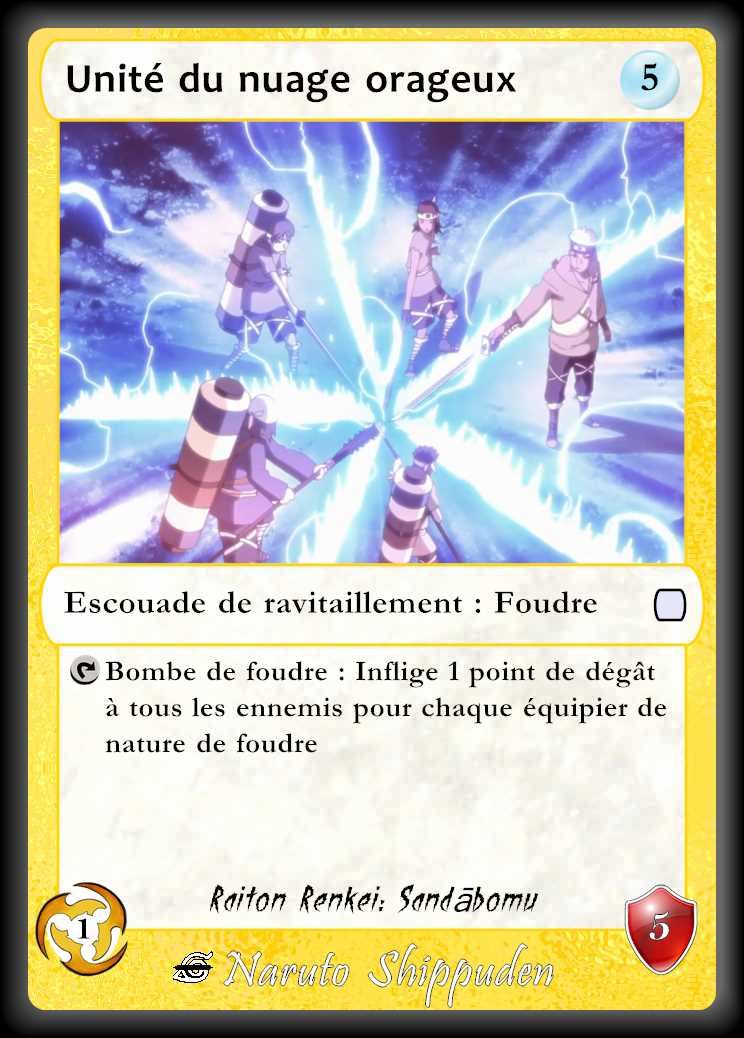 Unité du nuage orageux
5
Escouade de ravitaillement : Foudre
Bombe de foudre : Inflige 1 point de dégât
à tous les ennemis pour chaque équipier de
nature de foudre
Raiton Renkei: Sandābomu
1
5
Naruto Shippuden